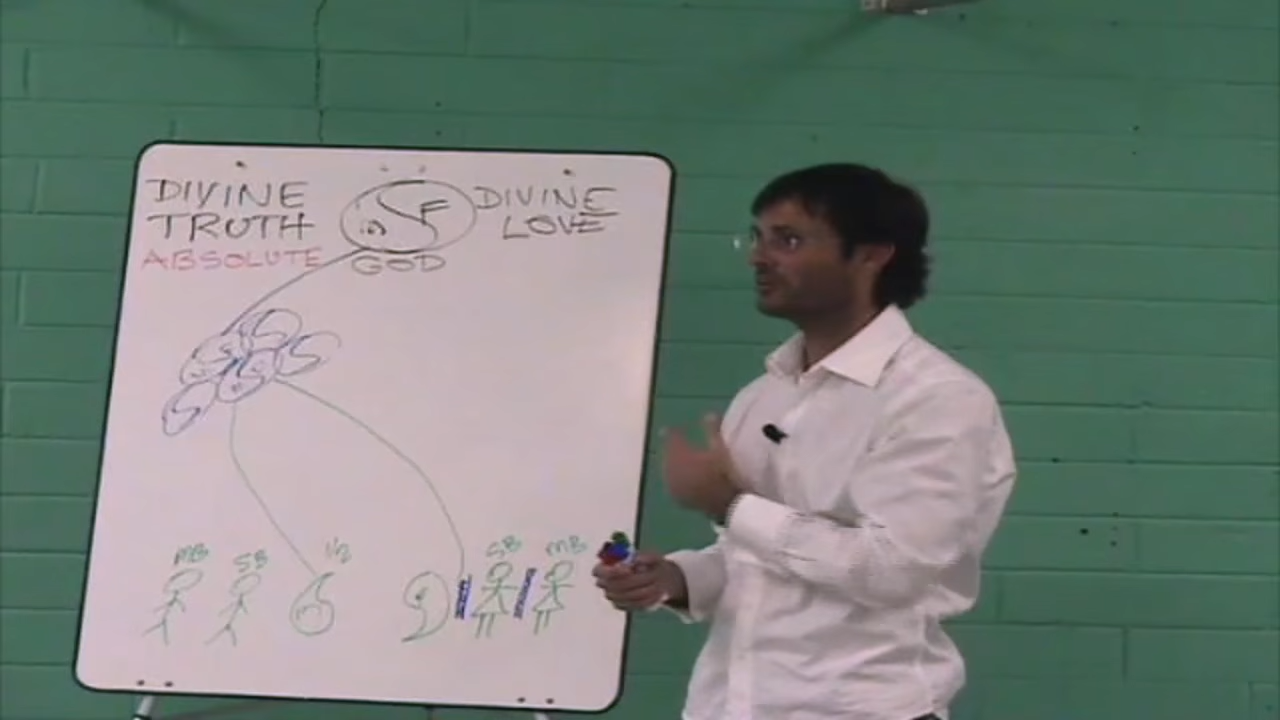 DIVINE
TRUTH
ABSOLUTE
GOD
DIVINE
LOVE
MB
SB
1/2
SB
MB